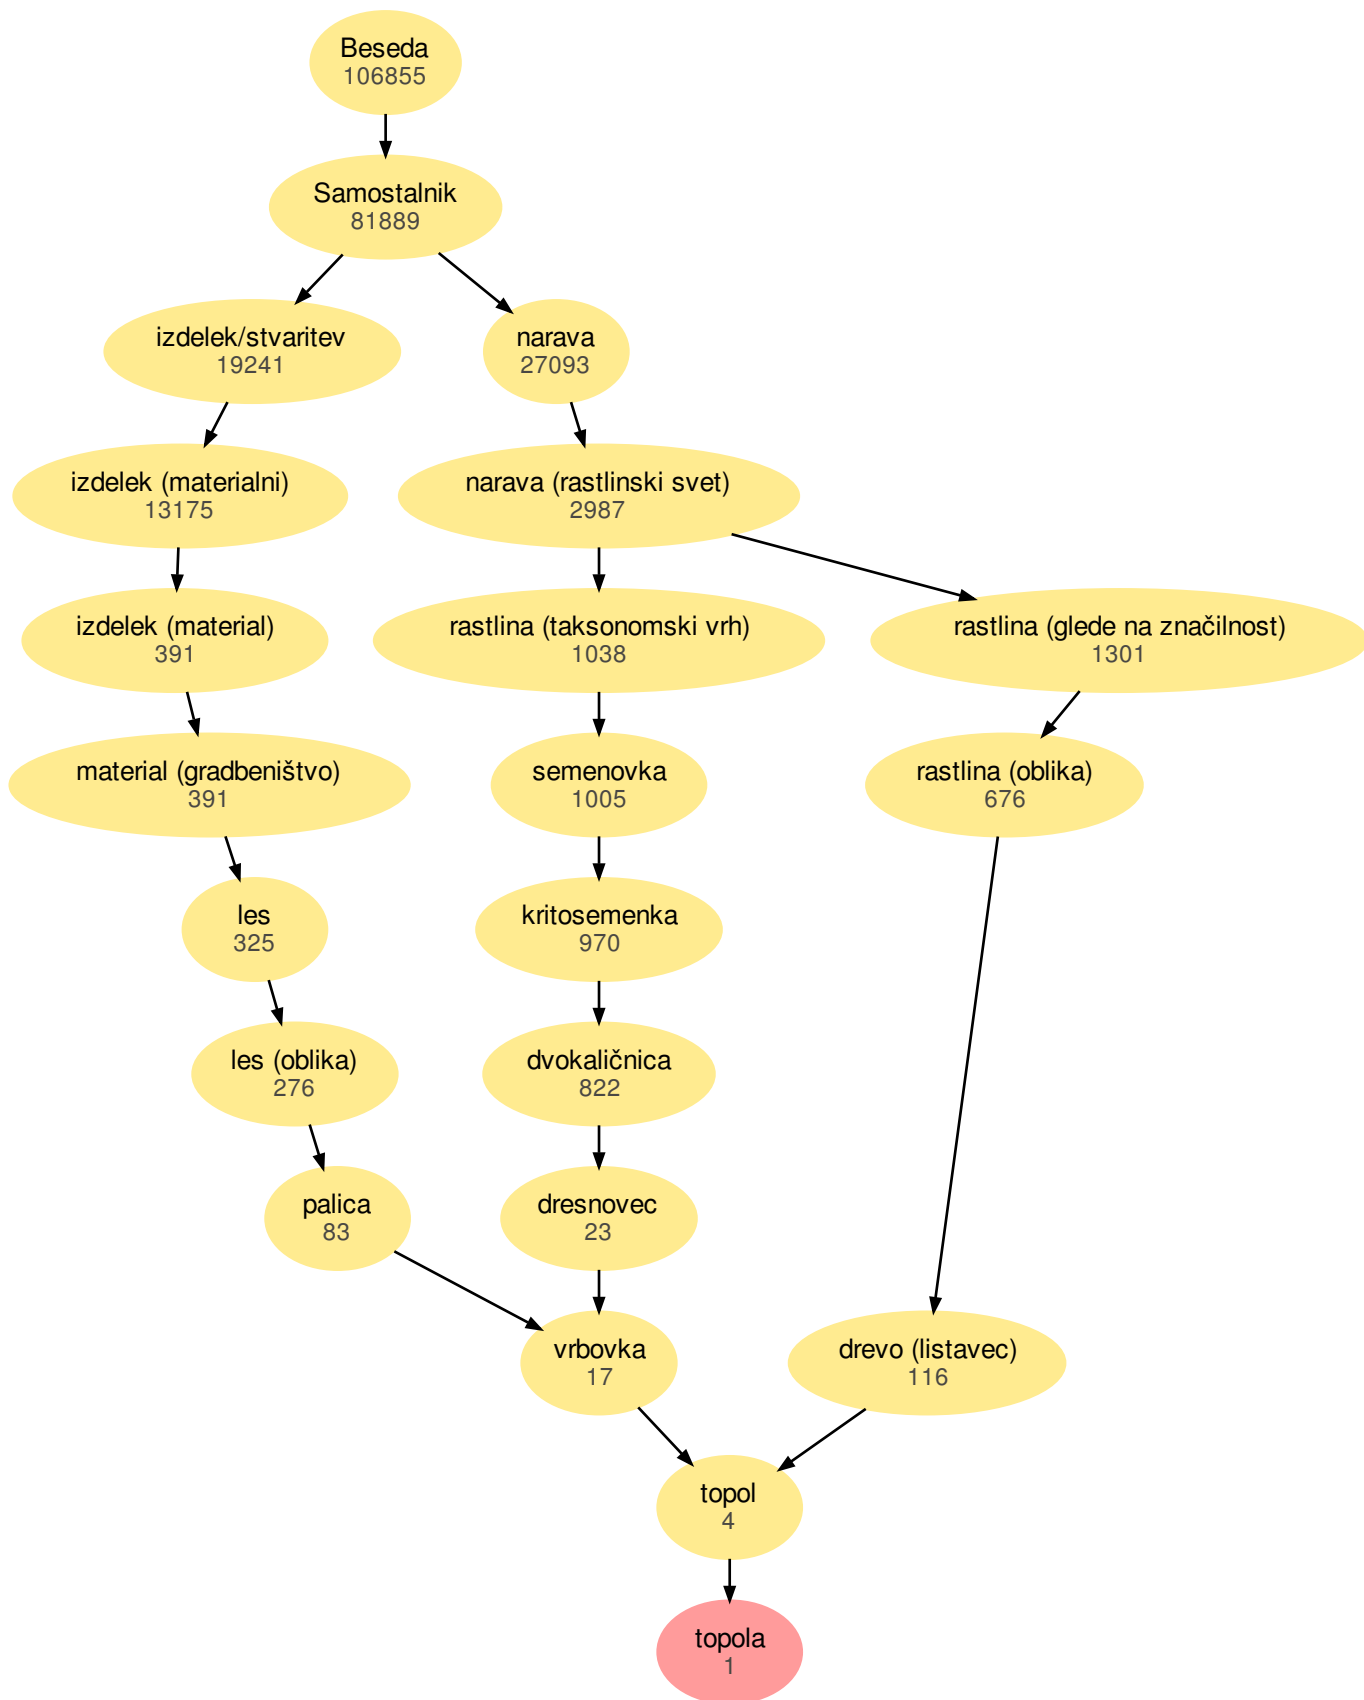 Beseda
106855
Samostalnik
81889
izdelek/stvaritev
19241
narava
27093
izdelek (materialni)
13175
narava (rastlinski svet)
2987
izdelek (material)
391
rastlina (taksonomski vrh)
1038
rastlina (glede na značilnost)
1301
material (gradbeništvo)
391
semenovka
1005
rastlina (oblika)
676
les
325
kritosemenka
970
les (oblika)
276
dvokaličnica
822
palica
83
dresnovec
23
vrbovka
17
drevo (listavec)
116
topol
4
topola
1